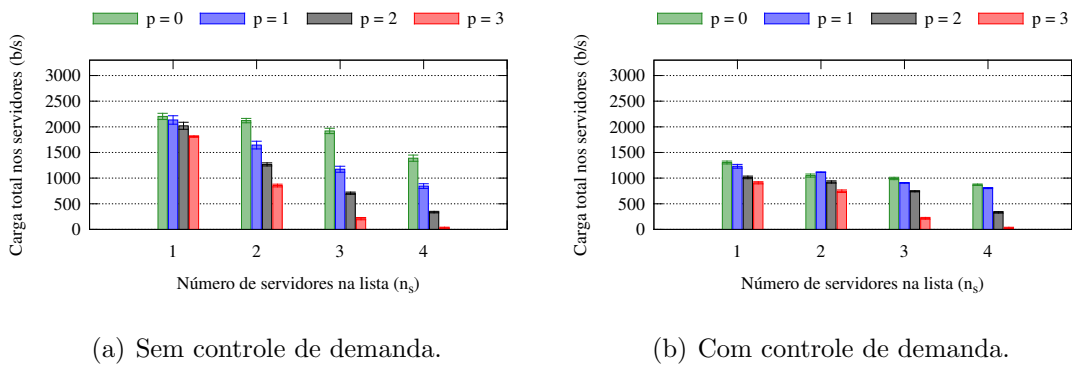 p = 0 p = 1 p = 2 p = 3
Carga total nos servidores (b/s)
3000
2500
2000
1500
1000
500
0
1 2 3 4
Número de servidores na lista (nₛ)
(a) Sem controle de demanda.
p = 0 p = 1 p = 2 p = 3
Carga total nos servidores (b/s)
3000
2500
2000
1500
1000
500
0
1 2 3 4
Número de servidores na lista (nₛ)
(b) Com controle de demanda.